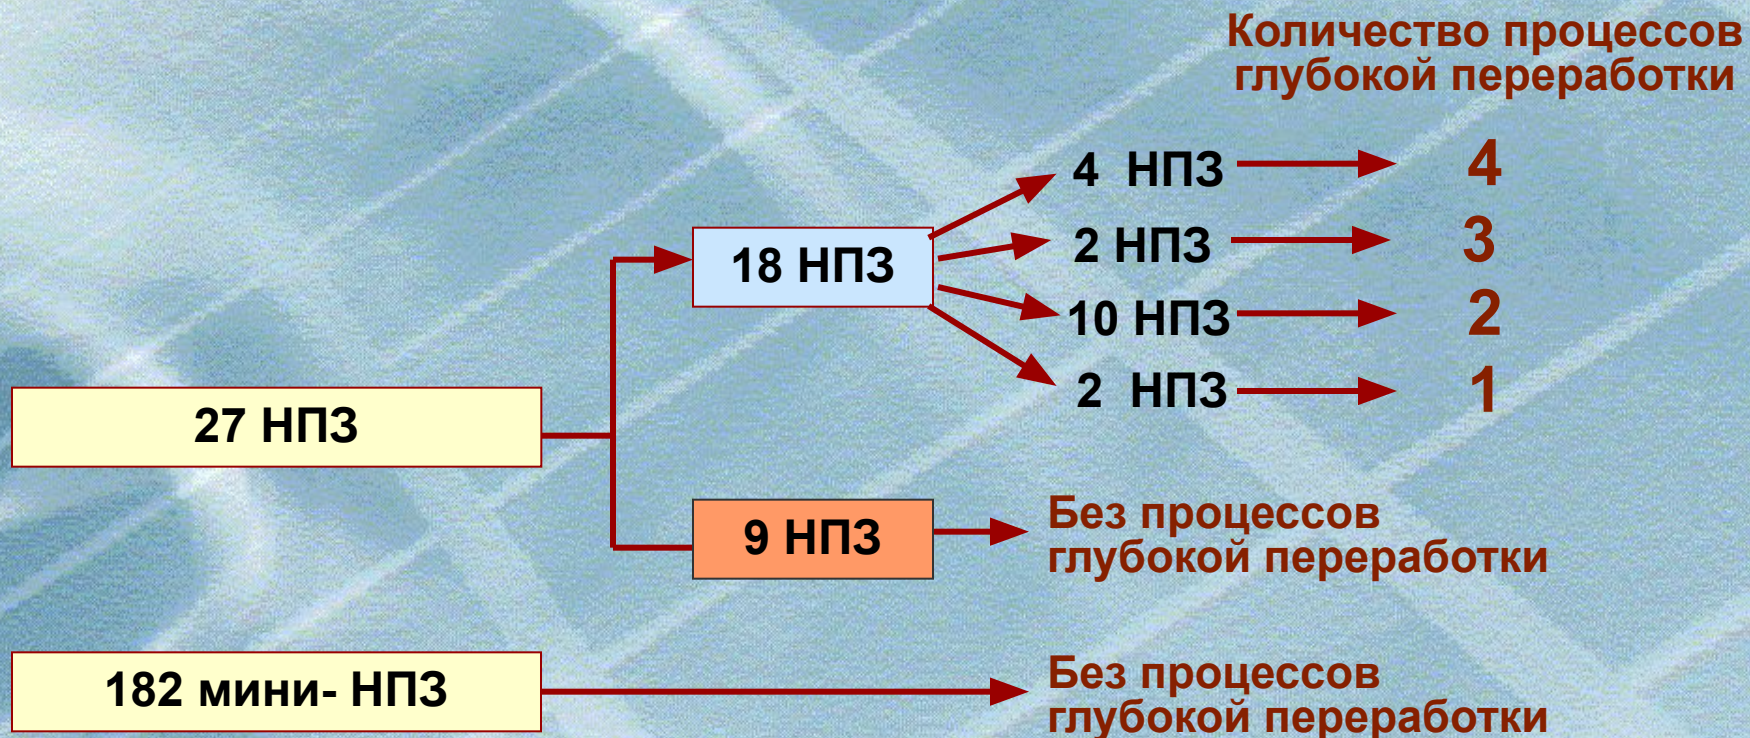 Количество процессов
глубокой переработки
4 НПЗ
4
2 НПЗ
3
18 НПЗ
10 НПЗ
2
2 НПЗ
1
27 НПЗ
9 НПЗ
Без процессов
глубокой переработки
182 мини- НПЗ
Без процессов
глубокой переработки